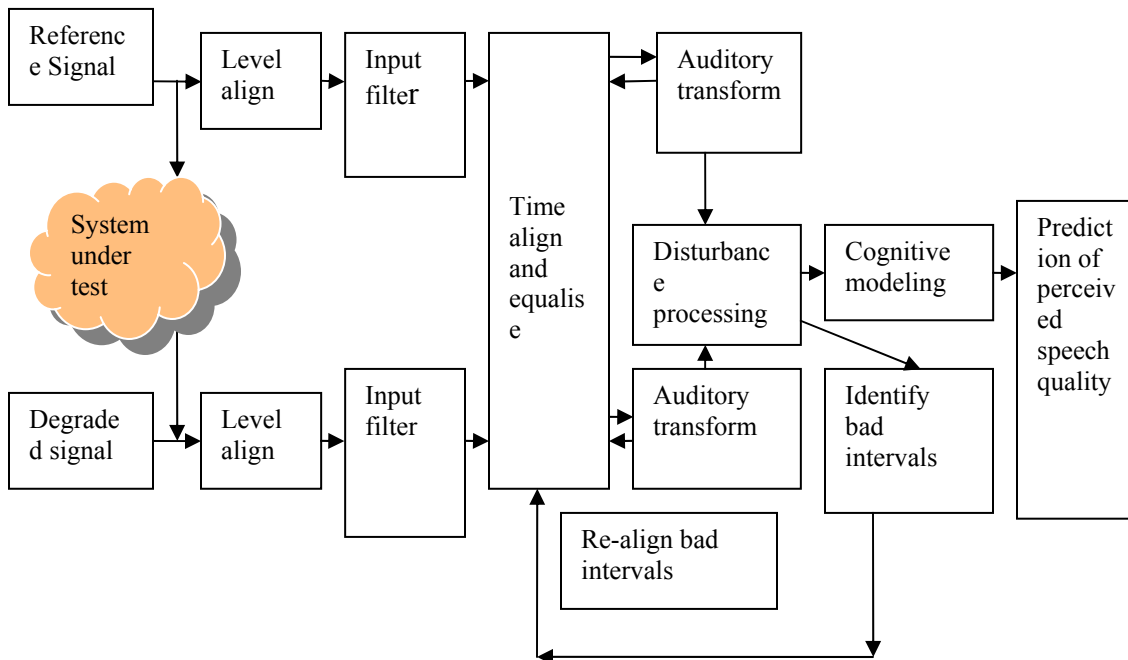 Referenc
e Signal
Level
align
Input
filter
Time
align
and
equalis
e
Auditory
transform
System
under
test
Disturbanc
e
processing
Cognitive
modeling
Predict
ion of
perceiv
ed
speech
quality
Degrade
d signal
Level
align
Input
filter
Auditory
transform
Identify
bad
intervals
Re-align bad
intervals